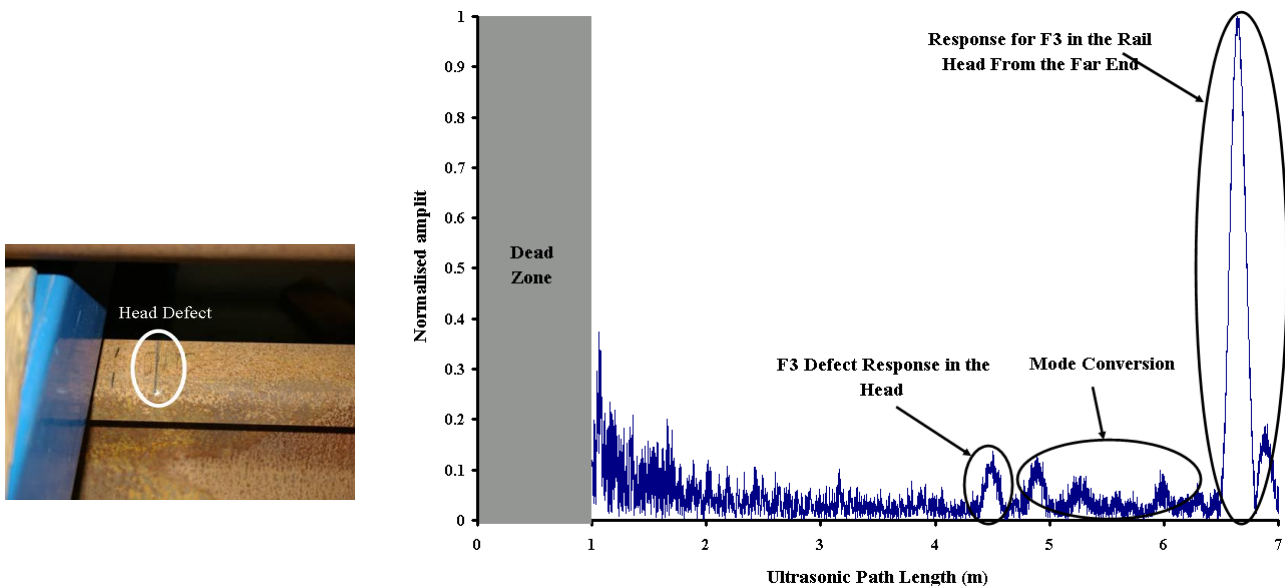 Head Defect
Normalised amplit
1
0.9
0.8
0.7
0.6
0.5
0.4
0.3
0.2
0.1
0
Dead
Zone
Response for F3 in the Rail
Head From the Far End
F3 Defect Response in the
Head
Mode Conversion
0 1 2 3 4 5 6 7
Ultrasonic Path Length (m)